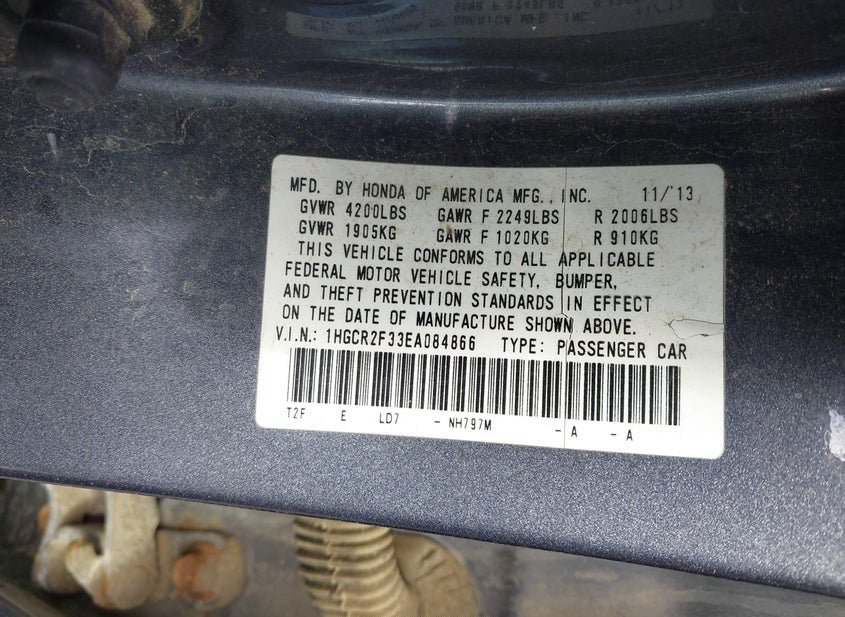 MFD. BY HONDA OF AMERICA MFG., INC. 11/'13
GVWR 4200LBS GAWR F 2249LBS R 2006LBS
GVWR 1905KG GAWR F 1020KG R 910KG
THIS VEHICLE CONFORMS TO ALL APPLICABLE
FEDERAL MOTOR VEHICLE SAFETY, BUMPER,
AND THEFT PREVENTION STANDARDS IN EFFECT
ON THE DATE OF MANUFACTURE SHOWN ABOVE.
V.I.N.: 1HGCR2F33EA084866 TYPE: PASSENGER CAR
T2F E LD7 - NH797M - A - A